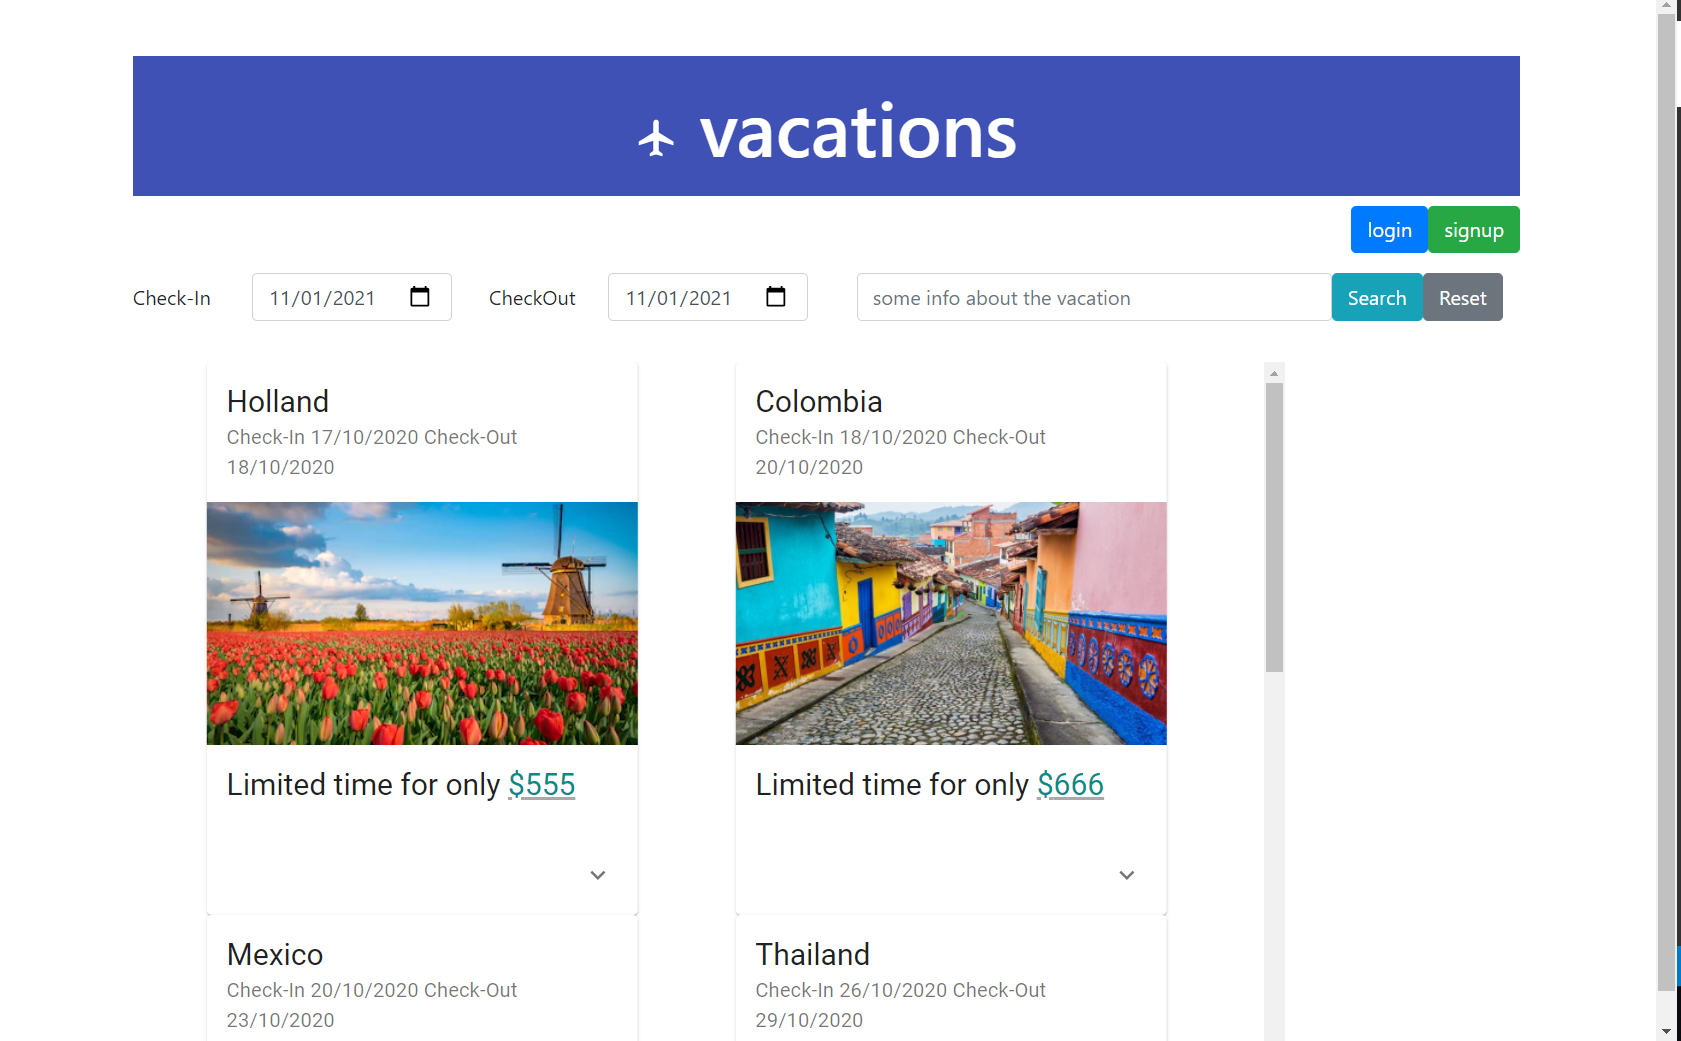 vacations
login signup
Check-In 11/01/2021 CheckOut 11/01/2021 some info about the vacation Search Reset
Holland
Check-In 17/10/2020 Check-Out
18/10/2020
Limited time for only $555
Colombia
Check-In 18/10/2020 Check-Out
20/10/2020
Limited time for only $666
Mexico
Check-In 20/10/2020 Check-Out
23/10/2020
Thailand
Check-In 26/10/2020 Check-Out
29/10/2020